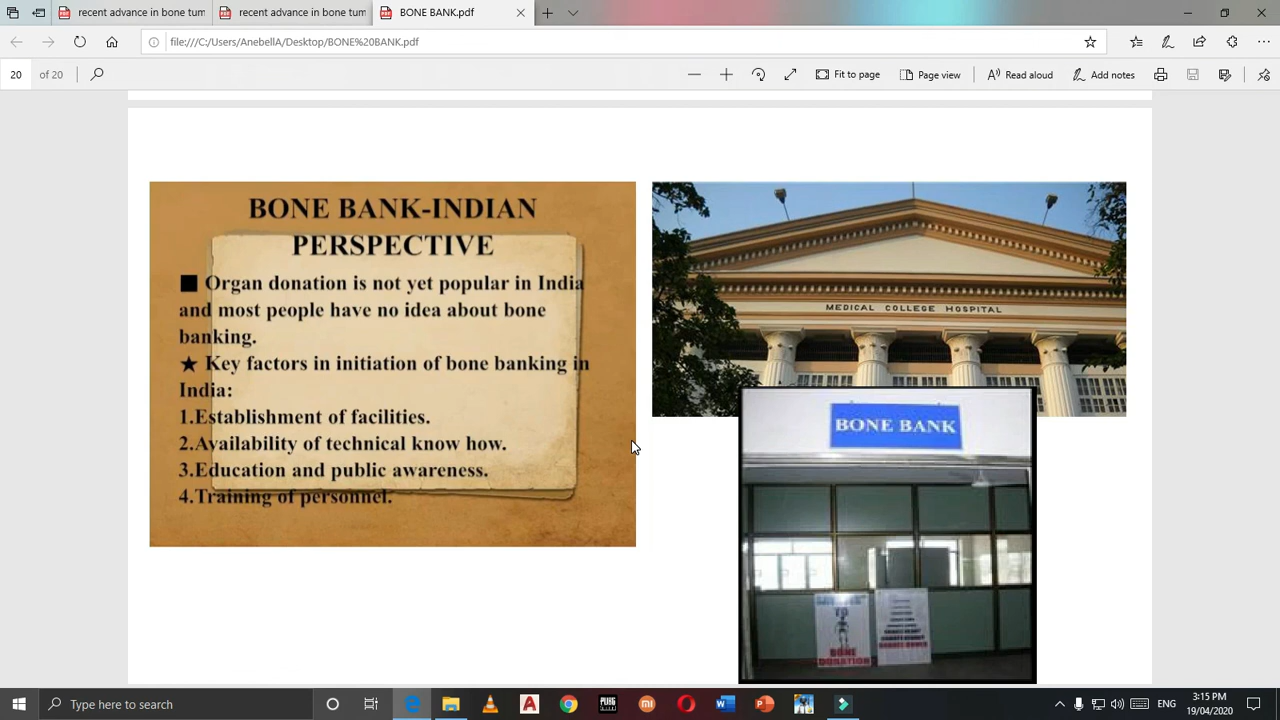 recent advance in bone tum
recent advance in bone tum
BONE BANK.pdf
file:///C:/Users/AnebellA/Desktop/BONE%20BANK.pdf
20 of 20
Fit to page
Page view
Read aloud
Add notes
BONE BANK-INDIAN
PERSPECTIVE
■ Organ donation is not yet popular in India
and most people have no idea about bone
banking.
★ Key factors in initiation of bone banking in
India:
1.Establishment of facilities.
2.Availability of technical know how.
3.Education and public awareness.
4.Training of personnel.
MEDICAL COLLEGE HOSPITAL
BONE BANK
BONE
DONATION
Type here to search
ENG
3:15 PM
19/04/2020